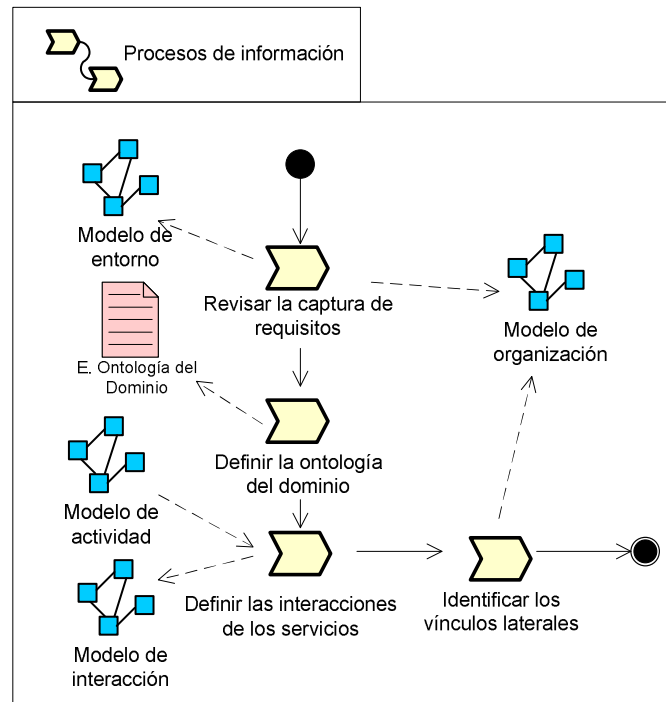 Procesos de información
Modelo de
entorno
Revisar la captura de
requisitos
Modelo de
organización
E. Ontología del
Dominio
Definir la ontología
del dominio
Modelo de
actividad
Definir las interacciones
de los servicios
Identificar los
vínculos laterales
Modelo de
interacción